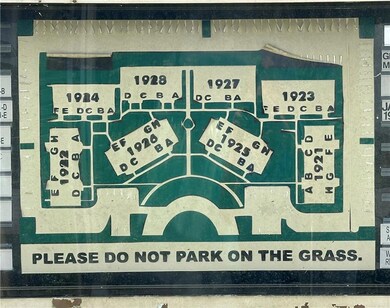 1928
D C B A
1927
D C B A
1924
F E D C B A
1923
F E D C B A
E F G H
1926
D C B A
E F G H
1925
D C B A
E F G H
1922
D C B A
A B C D
1921
H G F E
PLEASE DO NOT PARK ON THE GRASS.